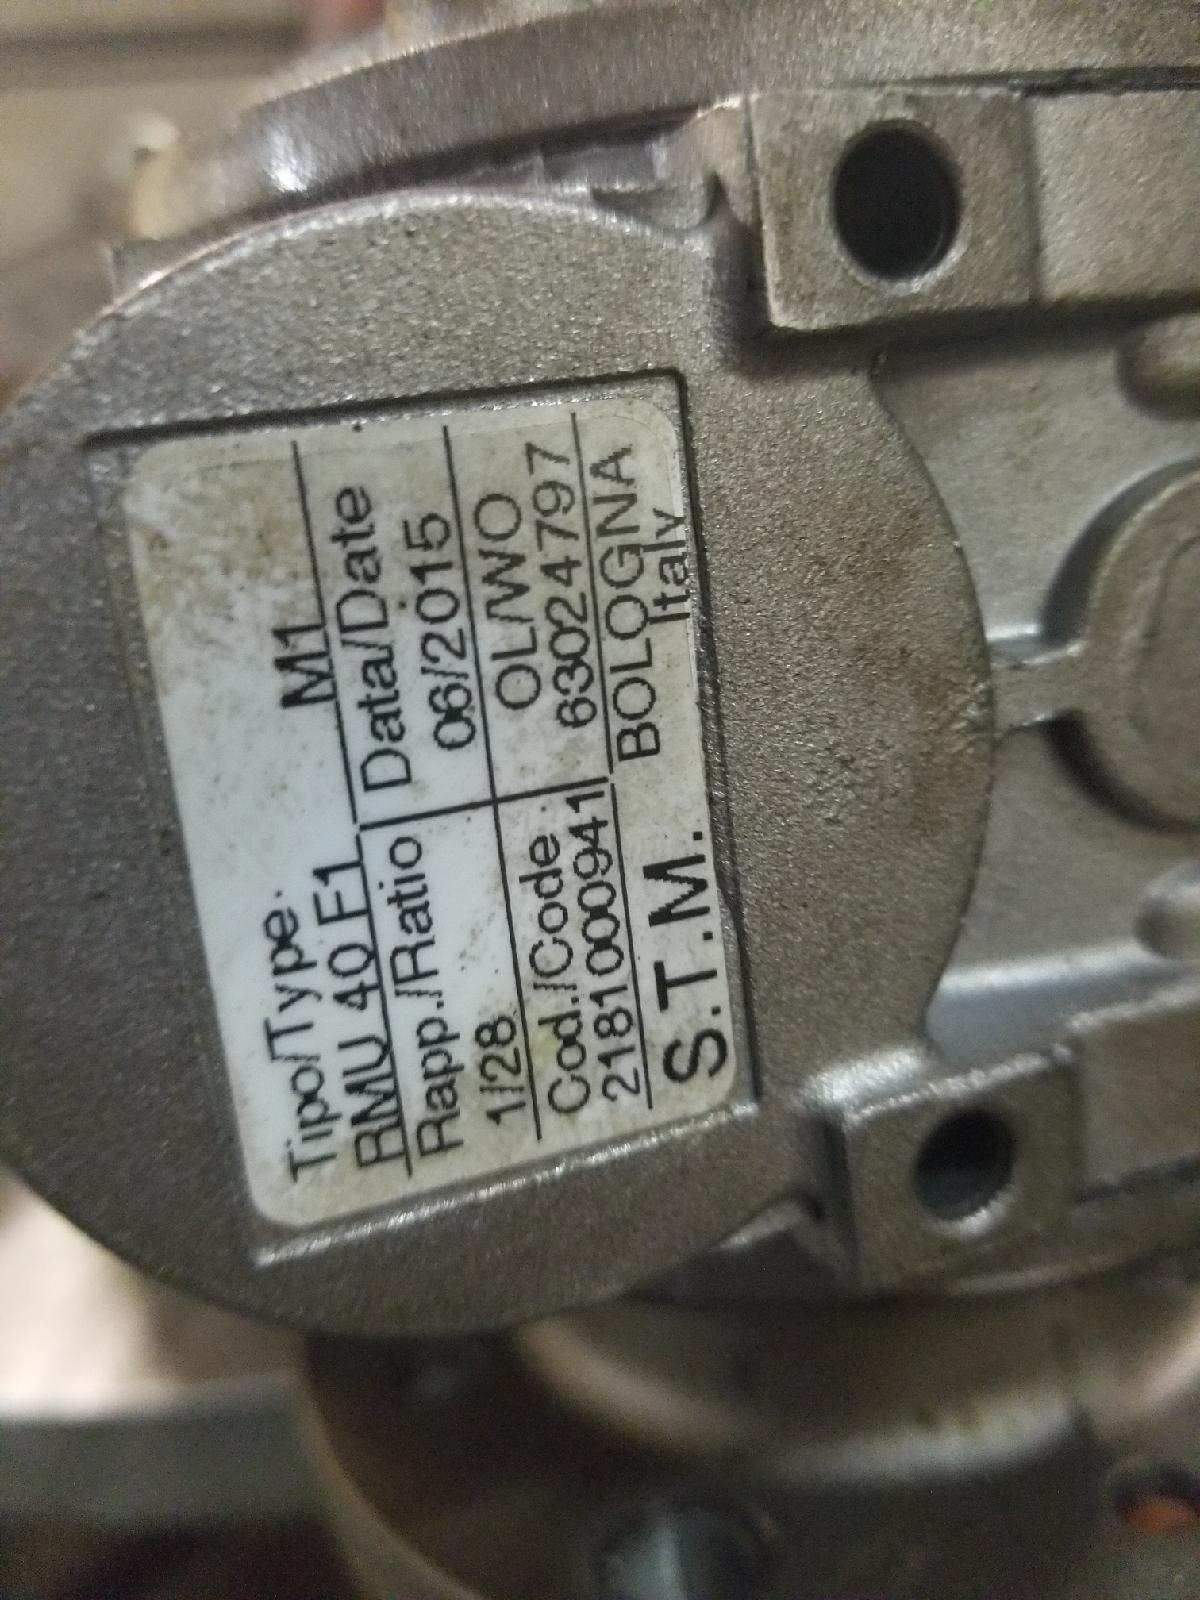 Tipo/Type.
RMU 40 F1 M1
Rapp./Ratio Data/Date
1/28 06/2015
Cod./Code OL/WO
2181000941 63024797
S.T.M. BOLOGNA
Italy